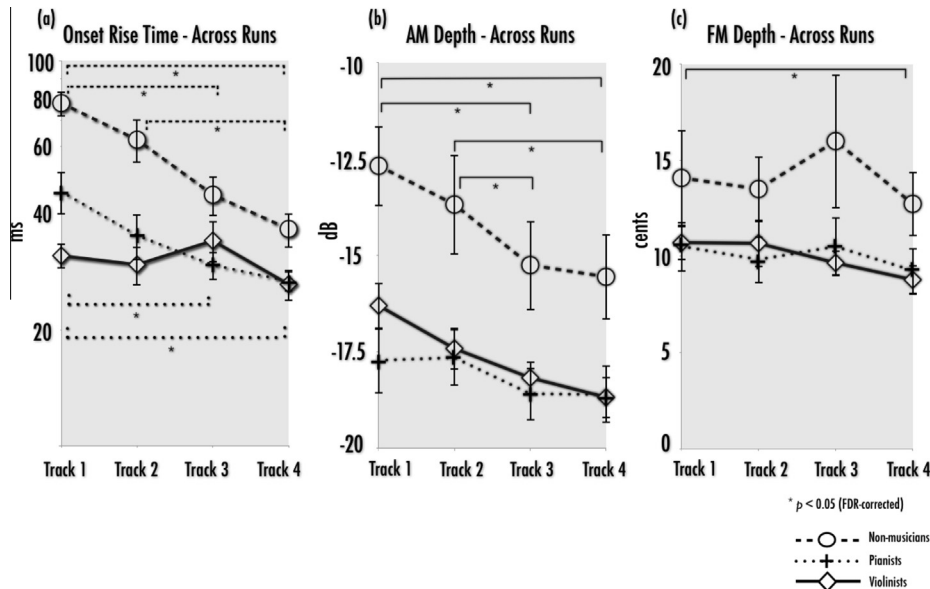 (a)
Onset Rise Time - Across Runs
100
80
60
40
20
ms
*
*
*
*
*
Track 1 Track 2 Track 3 Track 4
(b)
AM Depth - Across Runs
-10
-12.5
-15
-17.5
-20
dB
*
*
*
*
Track 1 Track 2 Track 3 Track 4
(c)
FM Depth - Across Runs
20
15
10
5
0
cents
*
Track 1 Track 2 Track 3 Track 4
* p < 0.05 (FDR-corrected)
Non-musicians
Pianists
Violinists